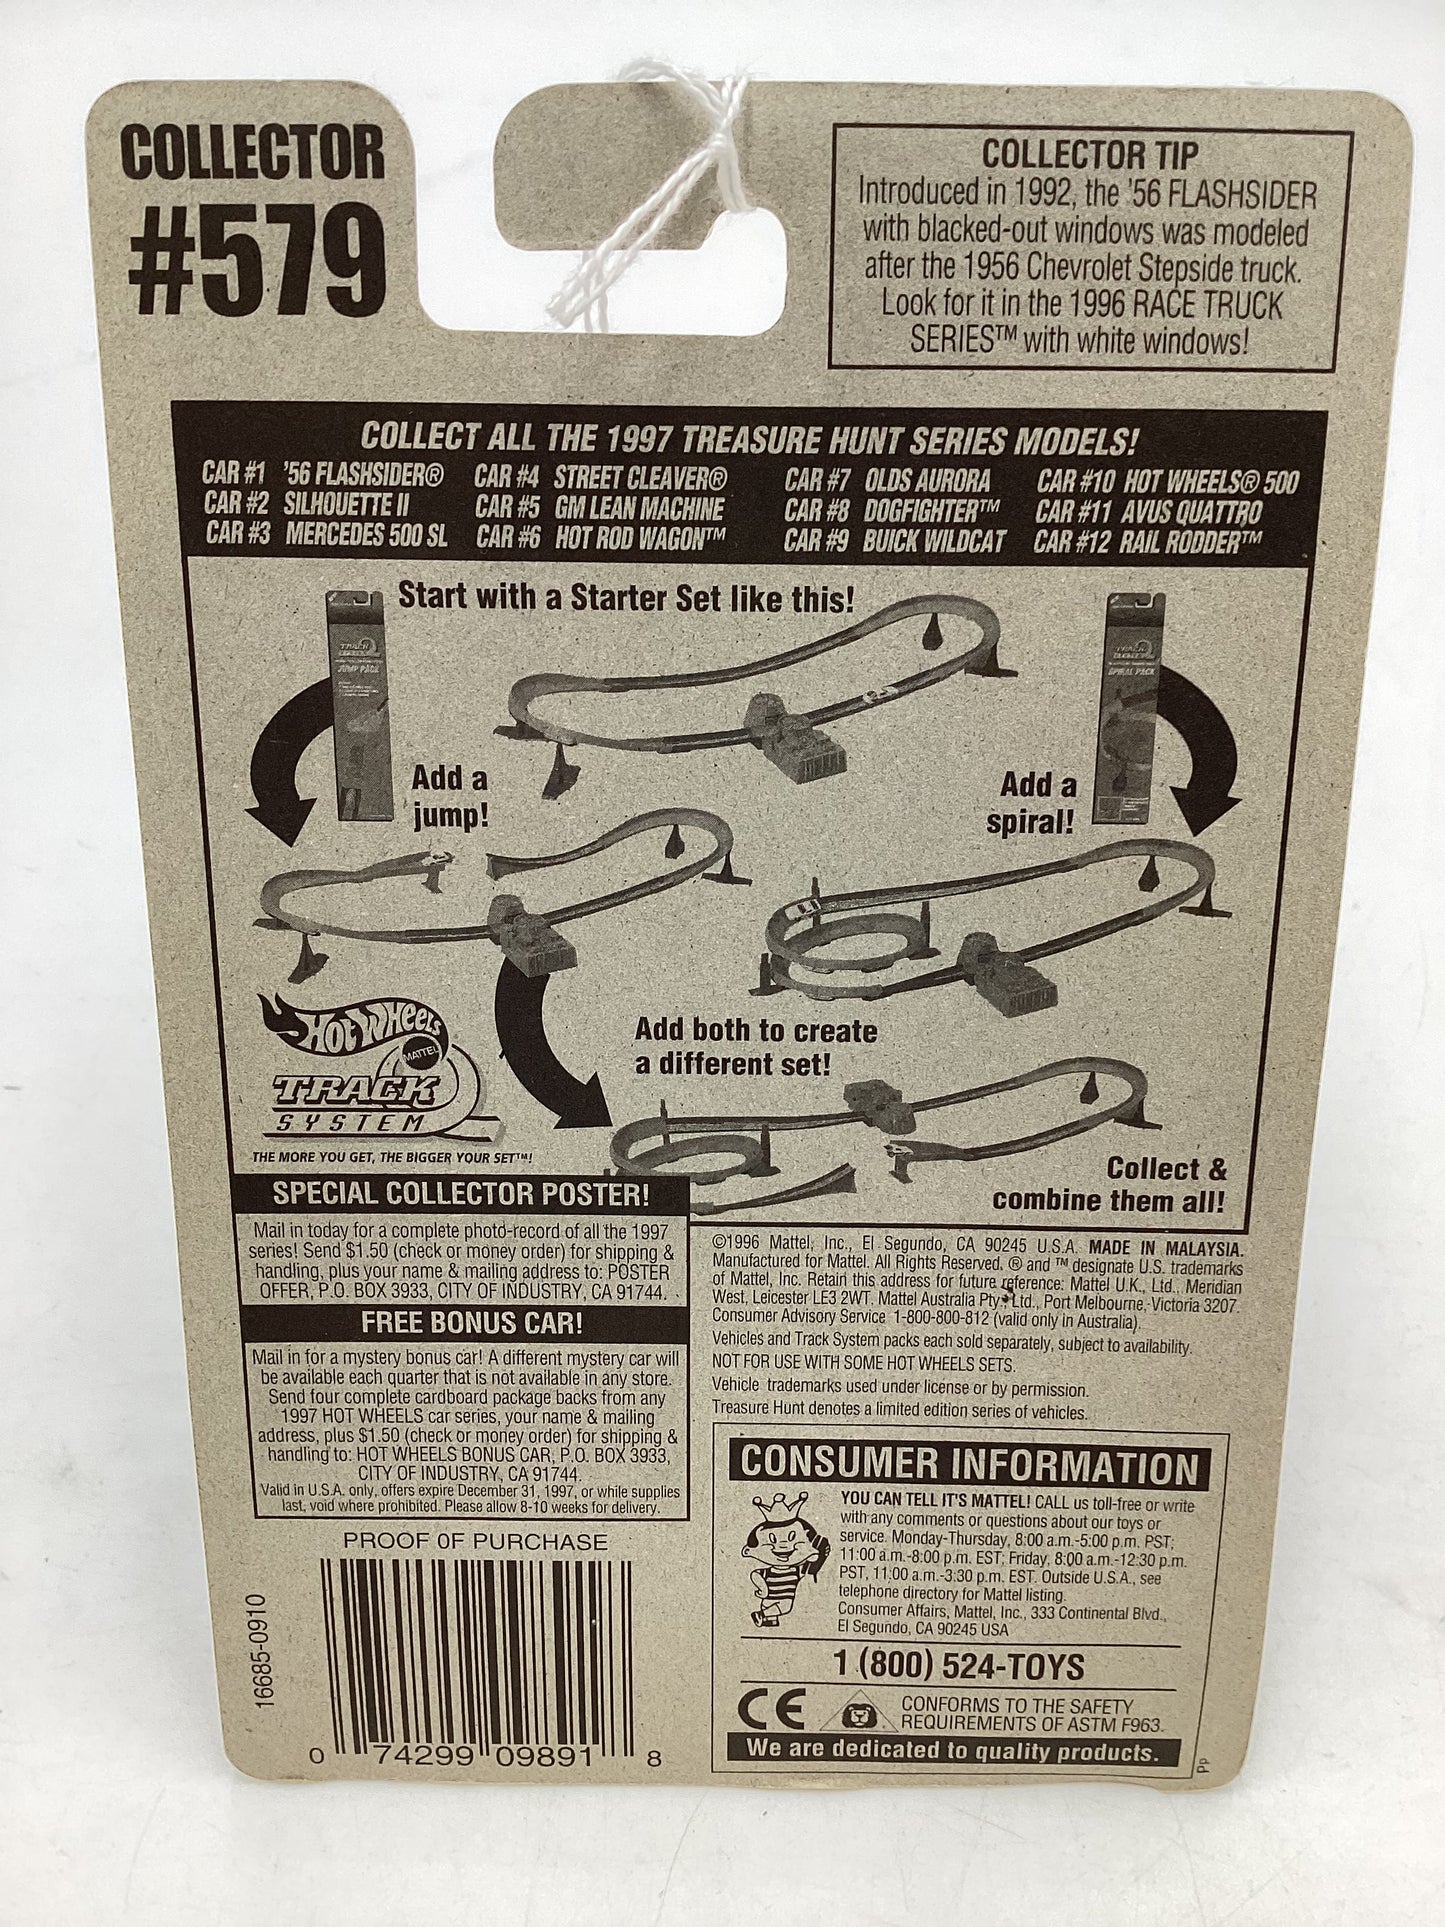 COLLECTOR
#579
COLLECTOR TIP
Introduced in 1992, the '56 FLASHSIDER
with blacked-out windows was modeled
after the 1956 Chevrolet Stepside truck.
Look for it in the 1996 RACE TRUCK
SERIES™ with white windows!
COLLECT ALL THE 1997 TREASURE HUNT SERIES MODELS!
CAR #1 '56 FLASHSIDER® CAR #4 STREET CLEAVER® CAR #7 OLDS AURORA CAR #10 HOT WHEELS® 500
CAR #2 SILHOUETTE II CAR #5 GM LEAN MACHINE CAR #8 DOGFIGHTER™ CAR #11 AVUS QUATTRO
CAR #3 MERCEDES 500 SL CAR #6 HOT ROD WAGON™ CAR #9 BUICK WILDCAT CAR #12 RAIL RODDER™
Start with a Starter Set like this!
JUMP PACK
SPIRAL PACK
Add a
jump!
Add a
spiral!
Add both to create
a different set!
Hot Wheels
MATTEL
TRACK
SYSTEM
THE MORE YOU GET, THE BIGGER YOUR SET™!
Collect &
combine them all!
SPECIAL COLLECTOR POSTER!
Mail in today for a complete photo-record of all the 1997
series! Send $1.50 (check or money order) for shipping &
handling, plus your name & mailing address to: POSTER
OFFER, P.O. BOX 3933, CITY OF INDUSTRY, CA 91744.
FREE BONUS CAR!
Mail in for a mystery bonus car! A different mystery car will
be available each quarter that is not available in any store.
Send four complete cardboard package backs from any
1997 HOT WHEELS car series, your name & mailing
address, plus $1.50 (check or money order) for shipping &
handling to: HOT WHEELS BONUS CAR, P.O. BOX 3933,
CITY OF INDUSTRY, CA 91744.
Valid in U.S.A. only, offers expire December 31, 1997, or while supplies
last, void where prohibited. Please allow 8-10 weeks for delivery.
PROOF OF PURCHASE
16685-0910
0 74299 09891 8
©1996 Mattel, Inc., El Segundo, CA 90245 U.S.A. MADE IN MALAYSIA.
Manufactured for Mattel. All Rights Reserved. ® and ™ designate U.S. trademarks
of Mattel, Inc. Retain this address for future reference: Mattel U.K., Ltd., Meridian
West, Leicester LE3 2WT. Mattel Australia Pty. Ltd., Port Melbourne, Victoria 3207.
Consumer Advisory Service 1-800-800-812 (valid only in Australia).
Vehicles and Track System packs each sold separately, subject to availability.
NOT FOR USE WITH SOME HOT WHEELS SETS.
Vehicle trademarks used under license or by permission.
Treasure Hunt denotes a limited edition series of vehicles.
CONSUMER INFORMATION
YOU CAN TELL IT'S MATTEL! CALL us toll-free or write
with any comments or questions about our toys or
service. Monday-Thursday, 8:00 a.m.-5:00 p.m. PST;
11:00 a.m.-8:00 p.m. EST; Friday, 8:00 a.m.-12:30 p.m.
PST, 11:00 a.m.-3:30 p.m. EST. Outside U.S.A., see
telephone directory for Mattel listing.
Consumer Affairs, Mattel, Inc., 333 Continental Blvd.,
El Segundo, CA 90245 USA
1 (800) 524-TOYS
CE
CONFORMS TO THE SAFETY
REQUIREMENTS OF ASTM F963.
We are dedicated to quality products.
PP